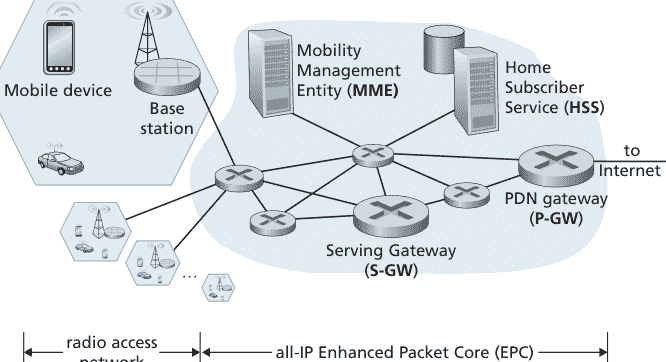 Mobile device
Base
station
Mobility
Management
Entity (MME)
Home
Subscriber
Service (HSS)
to
Internet
PDN gateway
(P-GW)
Serving Gateway
(S-GW)
...
radio access
network
all-IP Enhanced Packet Core (EPC)